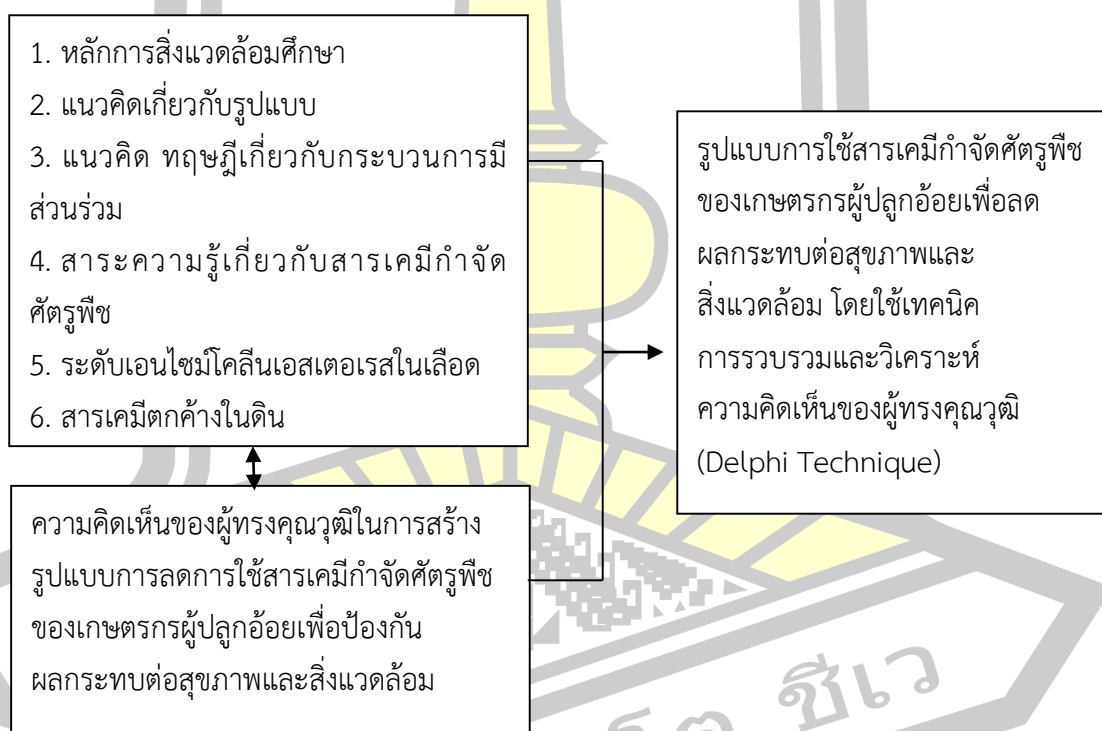 1. หลักการสิ่งแวดล้อมศึกษา
2. แนวคิดเกี่ยวกับรูปแบบ
3. แนวคิด ทฤษฎีเกี่ยวกับกระบวนการมี
ส่วนร่วม
4. สาระความรู้เกี่ยวกับสารเคมีกำจัด
ศัตรูพืช
5. ระดับเอนไซม์โคลีนเอสเตอเรสในเลือด
6. สารเคมีตกค้างในดิน
ความคิดเห็นของผู้ทรงคุณวุฒิในการสร้าง
รูปแบบการลดการใช้สารเคมีกำจัดศัตรูพืช
ของเกษตรกรผู้ปลูกอ้อยเพื่อป้องกัน
ผลกระทบต่อสุขภาพและสิ่งแวดล้อม
รูปแบบการใช้สารเคมีกำจัดศัตรูพืช
ของเกษตรกรผู้ปลูกอ้อยเพื่อลด
ผลกระทบต่อสุขภาพและ
สิ่งแวดล้อม โดยใช้เทคนิค
การรวบรวมและวิเคราะห์
ความคิดเห็นของผู้ทรงคุณวุฒิ
(Delphi Technique)
ชีเว